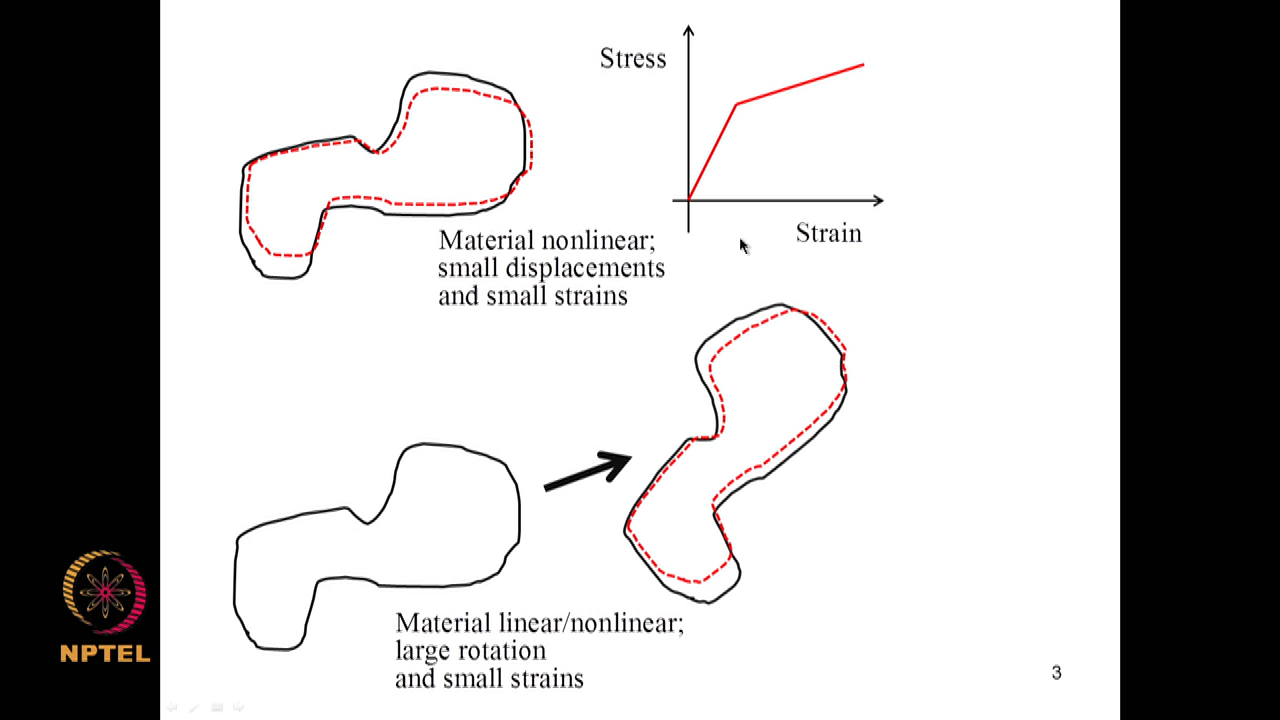 Stress
Strain
Material nonlinear;
small displacements
and small strains
Material linear/nonlinear;
large rotation
and small strains
NPTEL
3